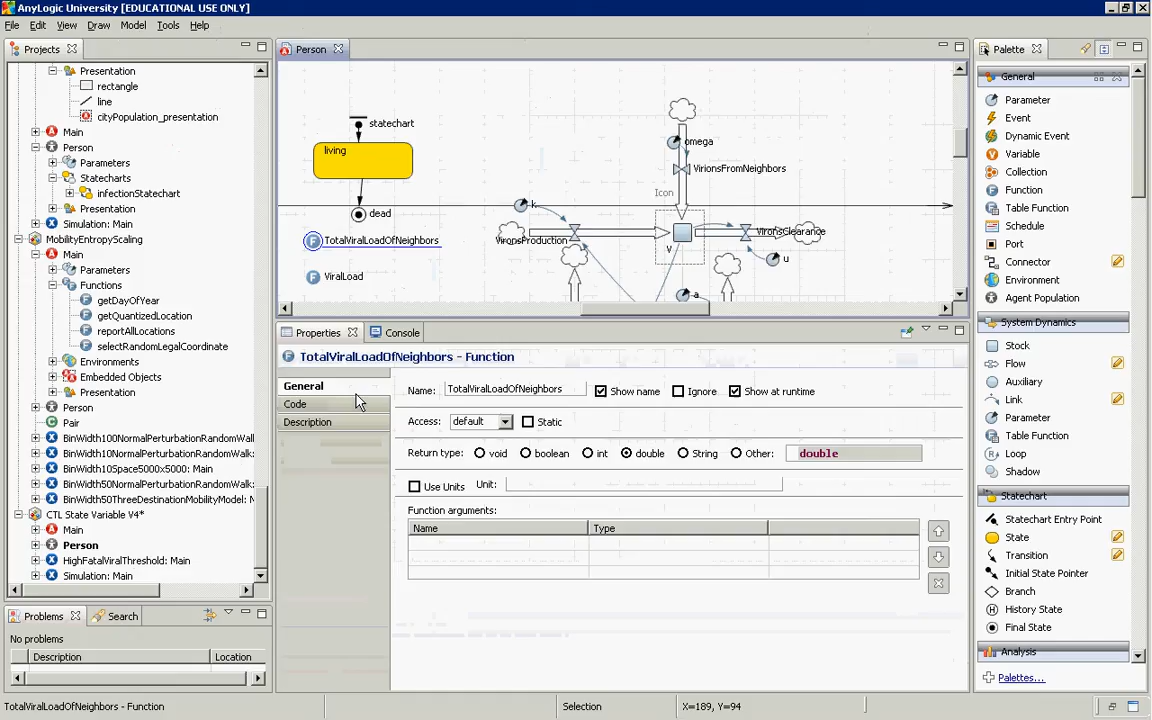 AnyLogic University [EDUCATIONAL USE ONLY]
File Edit View Draw Model Tools Help
Projects
Presentation
rectangle
line
cityPopulation_presentation
Main
Person
Parameters
Statecharts
infectionStatechart
Presentation
Simulation: Main
MobilityEntropyScaling
Main
Parameters
Functions
getDayOfYear
getQuantizedLocation
reportAllLocations
selectRandomLegalCoordinate
Environments
Embedded Objects
Presentation
Person
Pair
BinWidth100NormalPerturbationRandomWalk:
BinWidth10NormalPerturbationRandomWalk:
BinWidth10Space5000x5000: Main
BinWidth50NormalPerturbationRandomWalk:
BinWidth50ThreeDestinationMobilityModel: M
CTL State Variable V4*
Main
Person
HighFatalViralThreshold: Main
Simulation: Main
Problems Search
No problems
Description Location
Person
statechart
living
dead
TotalViralLoadOfNeighbors
ViralLoad
omega
VirionsFromNeighbors
Icon
k
VirionsProduction
V
VirionsClearance
u
a
Properties Console
TotalViralLoadOfNeighbors - Function
General
Code
Description
Name: TotalViralLoadOfNeighbors Show name Ignore Show at runtime
Access: default Static
Return type: void boolean int double String Other: double
Use Units Unit:
Function arguments:
Name Type
Palette
General
Parameter
Event
Dynamic Event
Variable
Collection
Function
Table Function
Schedule
Port
Connector
Environment
Agent Population
System Dynamics
Stock
Flow
Auxiliary
Link
Parameter
Table Function
Loop
Shadow
Statechart
Statechart Entry Point
State
Transition
Initial State Pointer
Branch
History State
Final State
Analysis
Palettes...
TotalViralLoadOfNeighbors - Function Selection X=189, Y=94